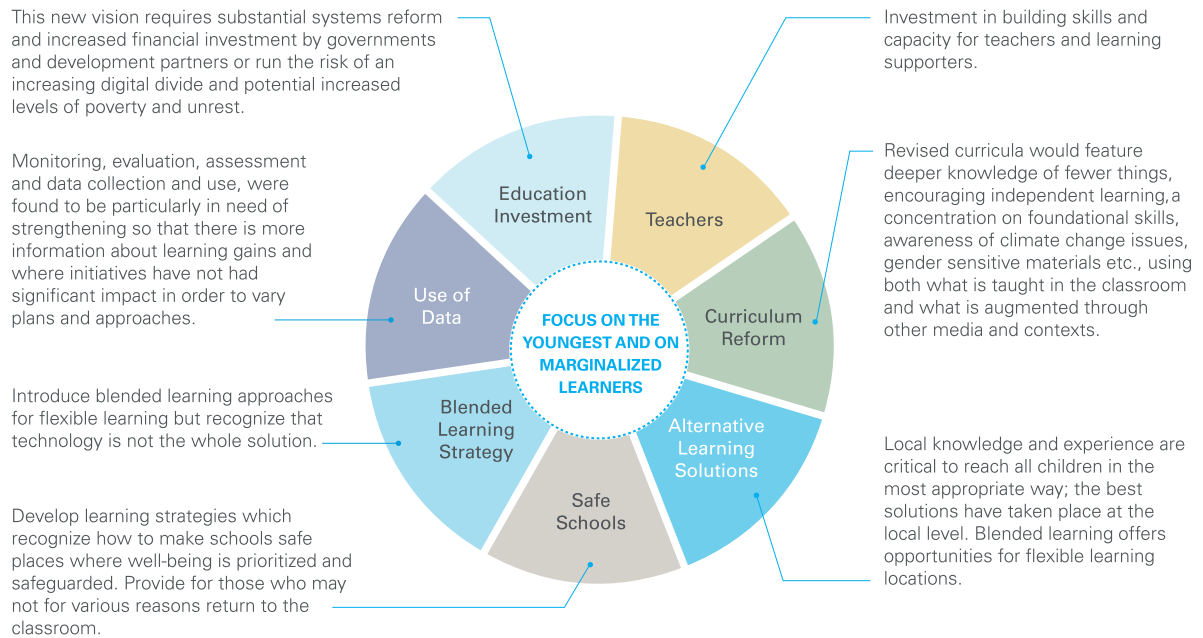 This new vision requires substantial systems reform
and increased financial investment by governments
and development partners or run the risk of an
increasing digital divide and potential increased
levels of poverty and unrest.
Investment in building skills and
capacity for teachers and learning
supporters.
Monitoring, evaluation, assessment
and data collection and use, were
found to be particularly in need of
strengthening so that there is more
information about learning gains and
where initiatives have not had
significant impact in order to vary
plans and approaches.
Revised curricula would feature
deeper knowledge of fewer things,
encouraging independent learning, a
concentration on foundational skills,
awareness of climate change issues,
gender sensitive materials etc., using
both what is taught in the classroom
and what is augmented through
other media and contexts.
Introduce blended learning approaches
for flexible learning but recognize that
technology is not the whole solution.
Local knowledge and experience are
critical to reach all children in the
most appropriate way; the best
solutions have taken place at the
local level. Blended learning offers
opportunities for flexible learning
locations.
Develop learning strategies which
recognize how to make schools safe
places where well-being is prioritized and
safeguarded. Provide for those who may
not for various reasons return to the
classroom.
Education
Investment
Teachers
Curriculum
Reform
Alternative
Learning
Solutions
Safe
Schools
Blended
Learning
Strategy
Use of
Data
FOCUS ON THE
YOUNGEST AND ON
MARGINALIZED
LEARNERS